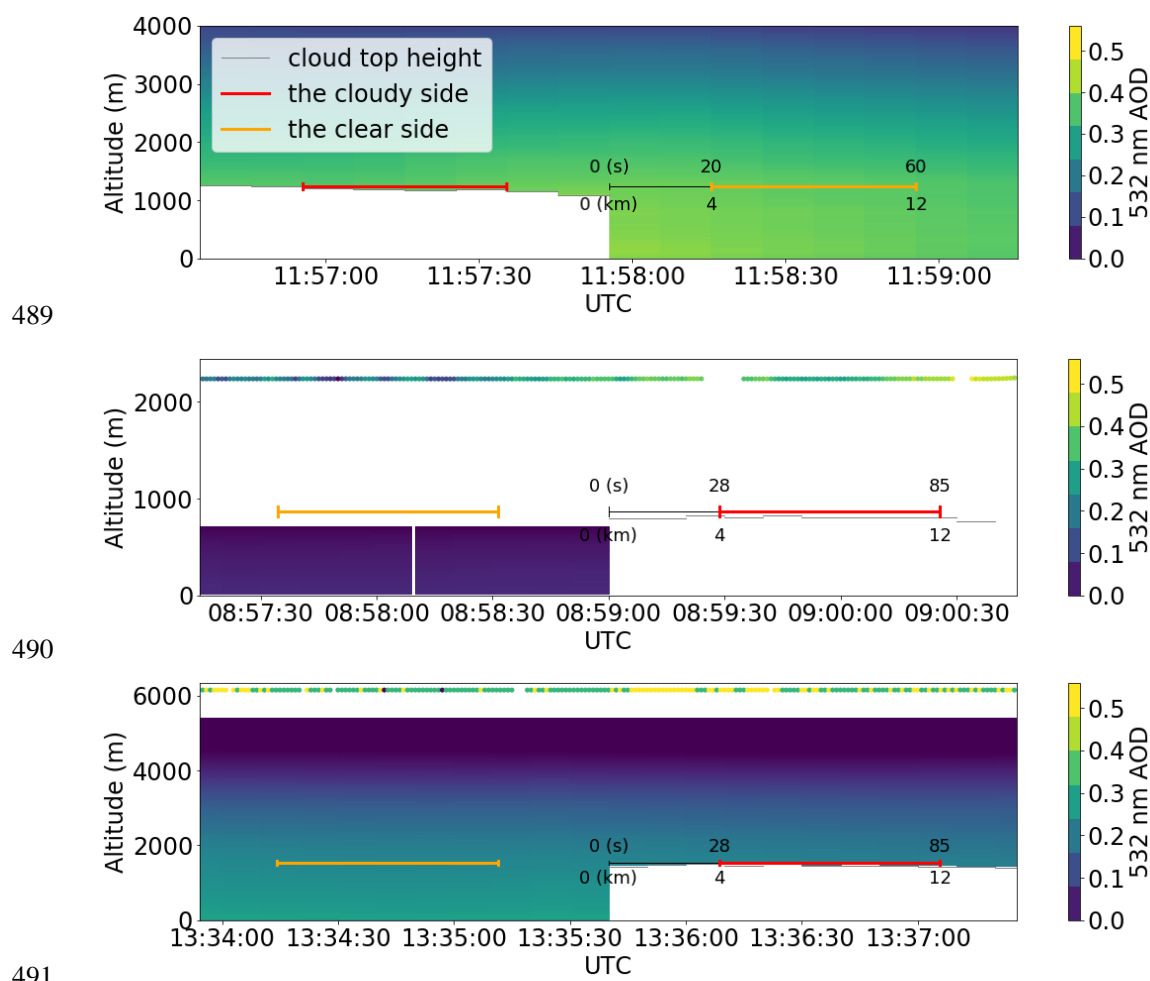 4000
3000
2000
1000
0
Altitude (m)
cloud top height
the cloudy side
the clear side
0 (s) 20 60
0 (km) 4 12
11:57:00 11:57:30 11:58:00 11:58:30 11:59:00
UTC
0.5
0.4
0.3
0.2
0.1
0.0
532 nm AOD
489
2000
1000
0
Altitude (m)
0 (s) 28 85
0 (km) 4 12
08:57:30 08:58:00 08:58:30 08:59:00 08:59:30 09:00:00 09:00:30
UTC
0.5
0.4
0.3
0.2
0.1
0.0
532 nm AOD
490
6000
4000
2000
0
Altitude (m)
0 (s) 28 85
0 (km) 4 12
13:34:00 13:34:30 13:35:00 13:35:30 13:36:00 13:36:30 13:37:00
UTC
0.5
0.4
0.3
0.2
0.1
0.0
532 nm AOD
491